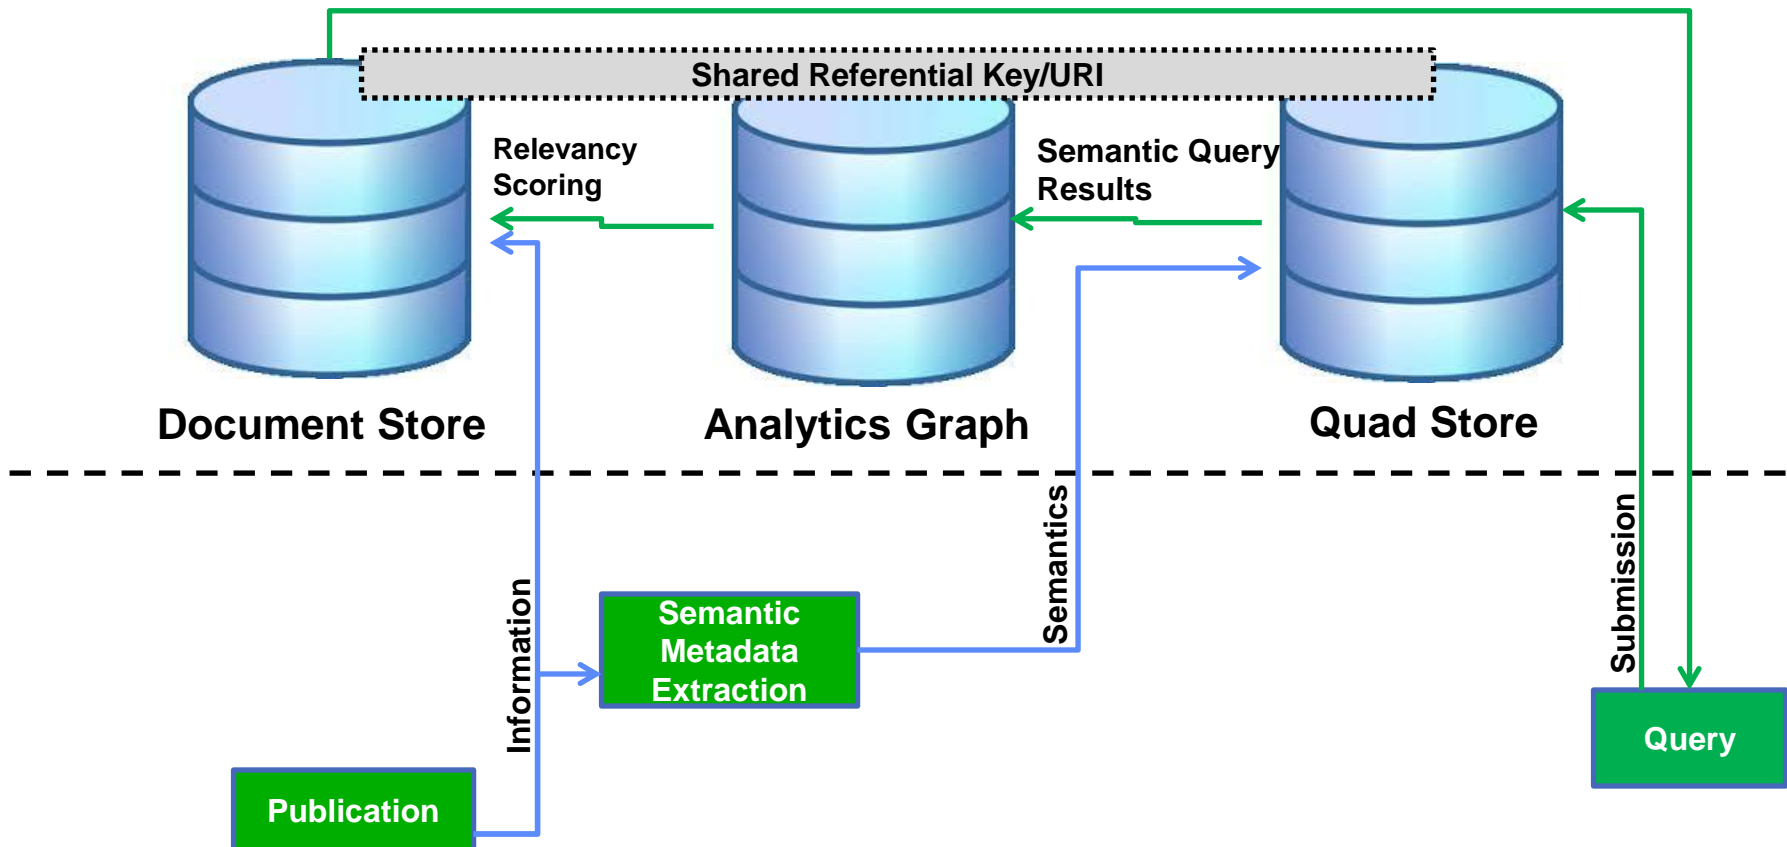 Shared Referential Key/URI
Relevancy
Scoring
Semantic Query
Results
Document Store
Analytics Graph
Quad Store
Information
Semantics
Submission
Semantic
Metadata
Extraction
Query
Publication